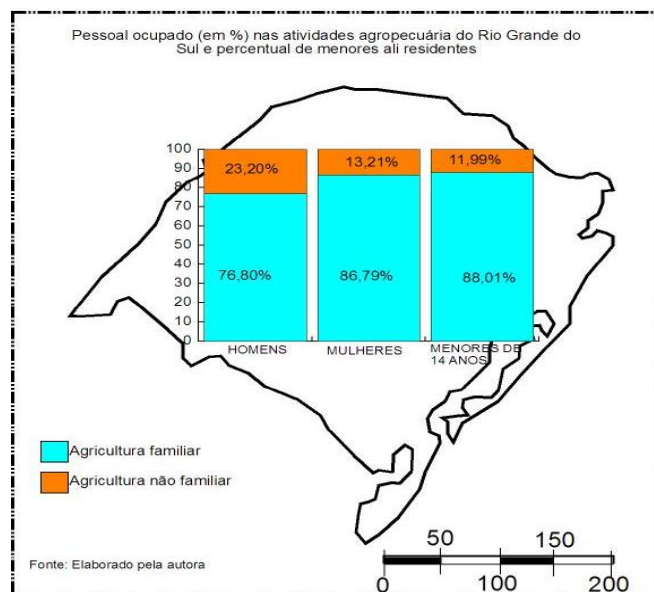 Pessoal ocupado (em %) nas atividades agropecuária do Rio Grande do
Sul e percentual de menores ali residentes
100
90
80
70
60
50
40
30
20
10
0
23,20%
13,21%
11,99%
76,80%
86,79%
88,01%
HOMENS
MULHERES
MENORES DE
14 ANOS
Agricultura familiar
Agricultura não familiar
Fonte: Elaborado pela autora
50
150
0
100
200